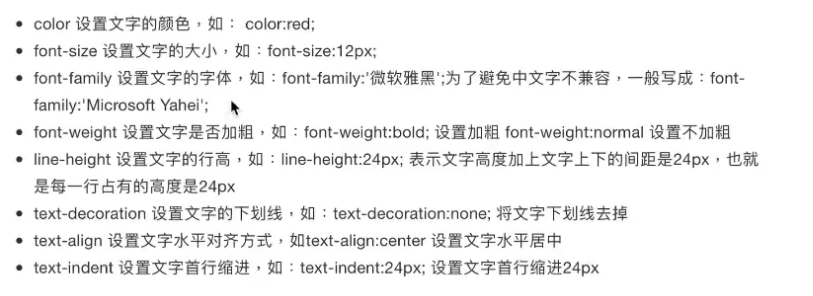 • color 设置文字的颜色，如： color:red;
• font-size 设置文字的大小，如：font-size:12px;
• font-family 设置文字的字体，如：font-family:'微软雅黑';为了避免中文字不兼容，一般写成：font-
family:'Microsoft Yahei';
• font-weight 设置文字是否加粗，如：font-weight:bold; 设置加粗 font-weight:normal 设置不加粗
• line-height 设置文字的行高，如：line-height:24px; 表示文字高度加上文字上下的间距是24px，也就
是每一行占有的高度是24px
• text-decoration 设置文字的下划线，如：text-decoration:none; 将文字下划线去掉
• text-align 设置文字水平对齐方式，如text-align:center 设置文字水平居中
• text-indent 设置文字首行缩进，如：text-indent:24px; 设置文字首行缩进24px